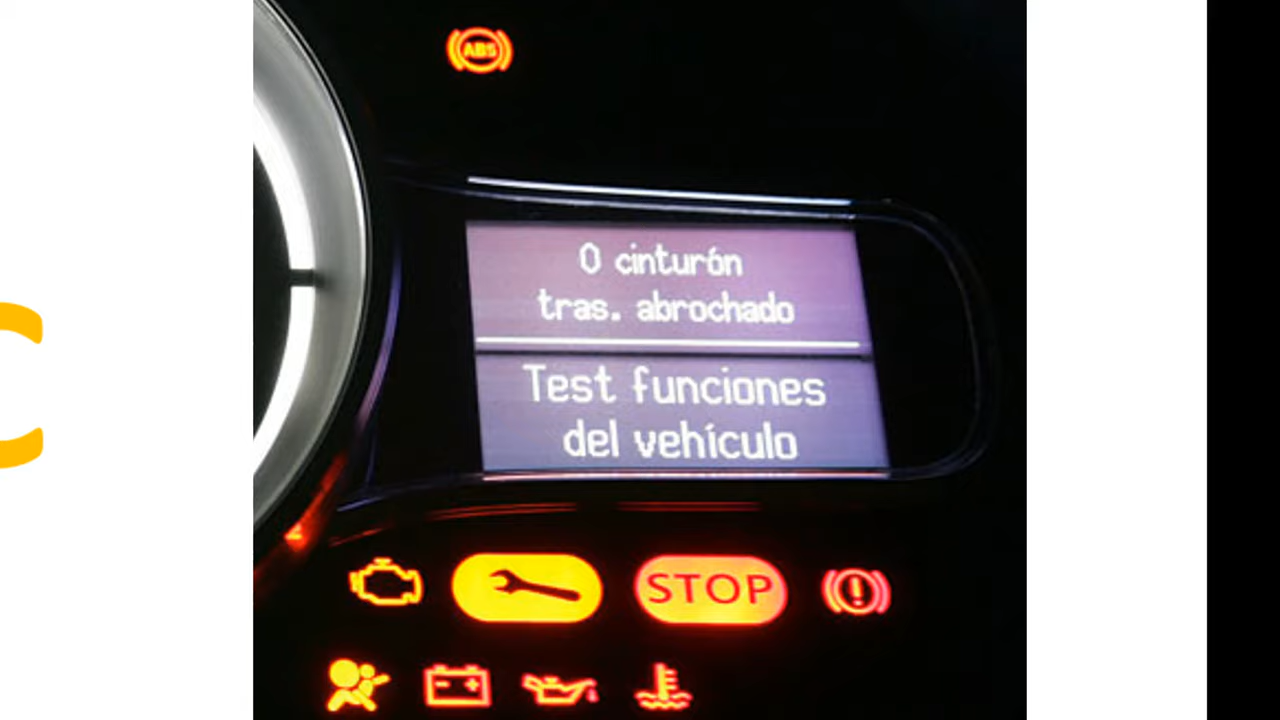 ABS
0 cinturón
tras. abrochado
Test funciones
del vehículo
STOP